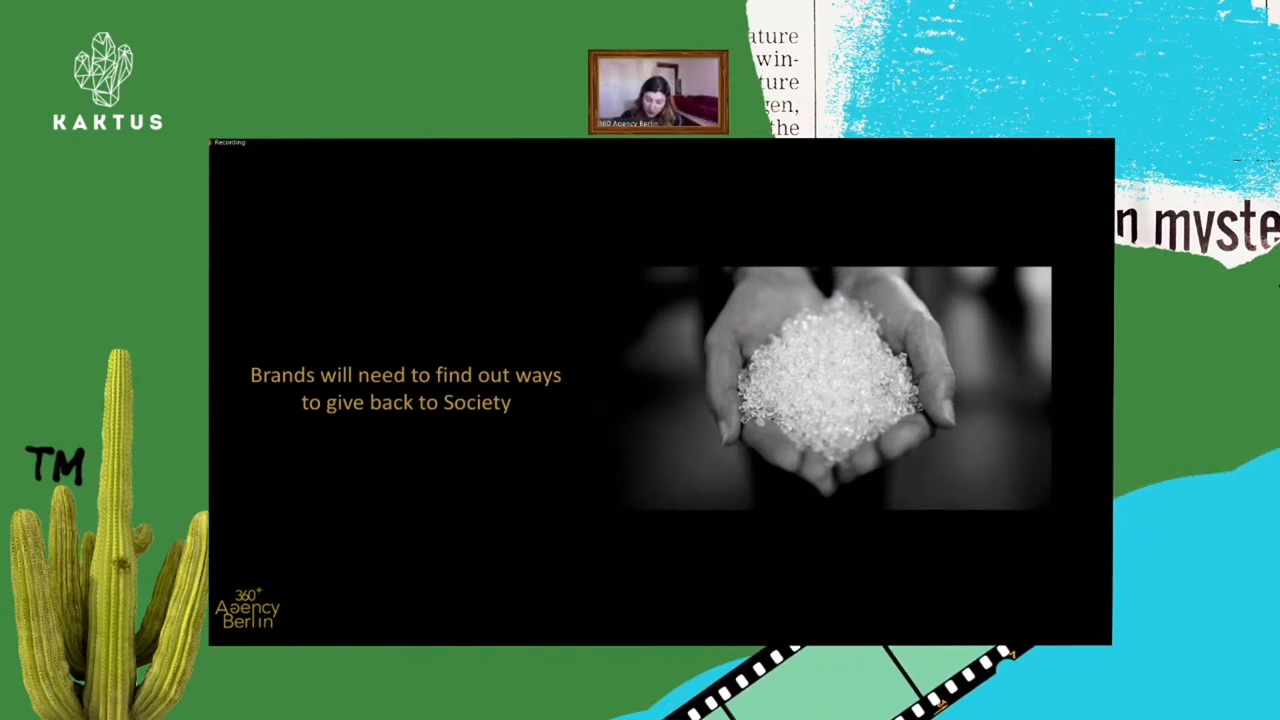 KAKTUS
ature
win-
ture
gen,
the
360 Agency Berlin
Recording
n myste
Brands will need to find out ways
to give back to Society
TM
360°
Agency
Berlin